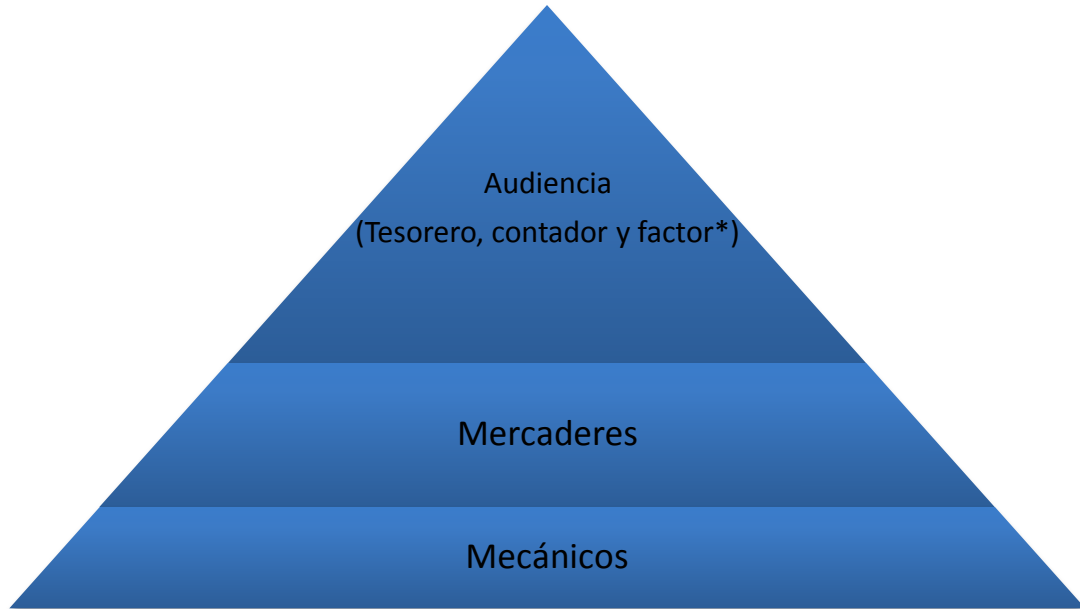 Audiencia
(Tesorero, contador y factor*)
Mercaderes
Mecánicos